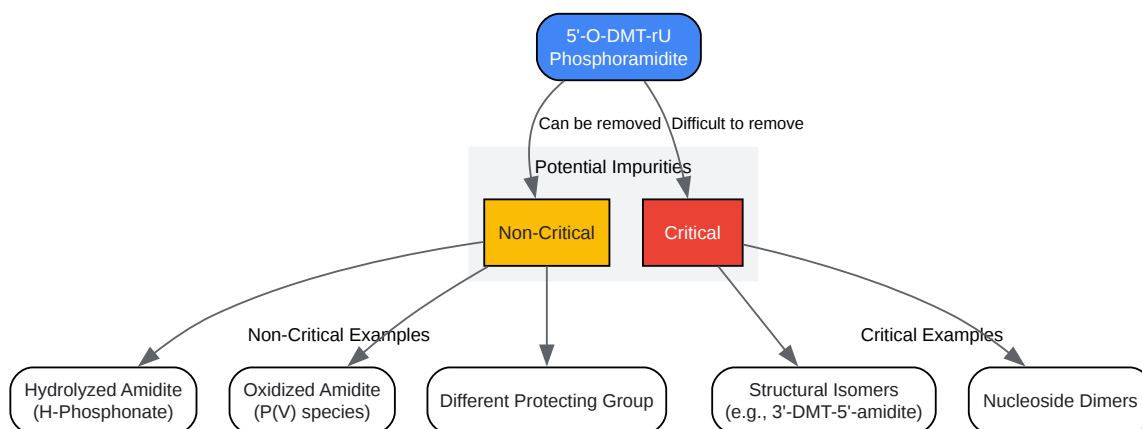 5'-O-DMT-rU
Phosphoramidite
Can be removed
Difficult to remove
Potential Impurities
Non-Critical
Critical
Non-Critical Examples
Critical Examples
Hydrolyzed Amidite
(H-Phosphonate)
Oxidized Amidite
(P(V) species)
Different Protecting Group
Structural Isomers
(e.g., 3'-DMT-5'-amidite)
Nucleoside Dimers